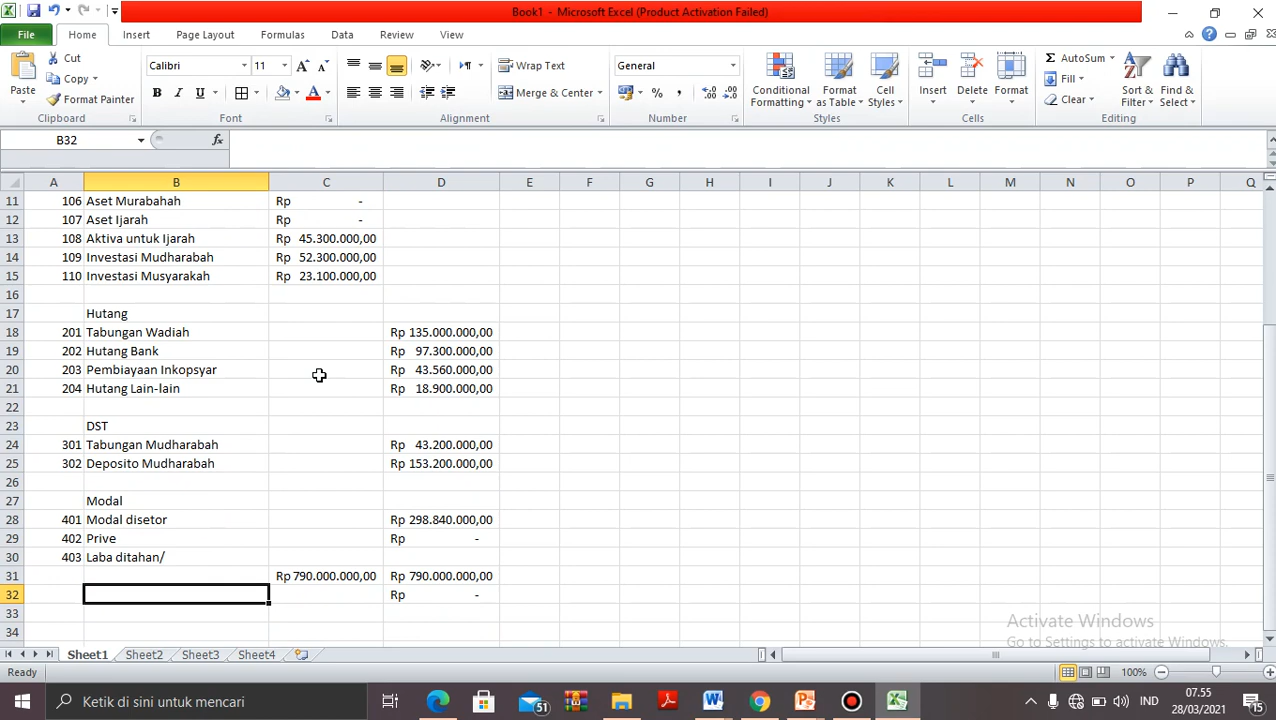 Book1 - Microsoft Excel (Product Activation Failed)
File Home Insert Page Layout Formulas Data Review View
Paste
Cut
Copy
Format Painter
Clipboard
Calibri 11
B I U
Font
Wrap Text
Merge & Center
Alignment
General
%
Number
Conditional Formatting
Format as Table
Cell Styles
Styles
Insert
Delete
Format
Cells
AutoSum
Fill
Clear
Sort & Filter
Find & Select
Editing
B32 fx
A B C D E F G H I J K L M N O P Q
11 106 Aset Murabahah Rp -
12 107 Aset Ijarah Rp -
13 108 Aktiva untuk Ijarah Rp 45.300.000,00
14 109 Investasi Mudharabah Rp 52.300.000,00
15 110 Investasi Musyarakah Rp 23.100.000,00
16
17 Hutang
18 201 Tabungan Wadiah Rp 135.000.000,00
19 202 Hutang Bank Rp 97.300.000,00
20 203 Pembiayaan Inkopsyar Rp 43.560.000,00
21 204 Hutang Lain-lain Rp 18.900.000,00
22
23 DST
24 301 Tabungan Mudharabah Rp 43.200.000,00
25 302 Deposito Mudharabah Rp 153.200.000,00
26
27 Modal
28 401 Modal disetor Rp 298.840.000,00
29 402 Prive Rp -
30 403 Laba ditahan/
31 Rp 790.000.000,00 Rp 790.000.000,00
32 Rp -
33
34
Activate Windows
Go to Settings to activate Windows.
Sheet1 Sheet2 Sheet3 Sheet4
Ready 100%
Ketik di sini untuk mencari
51
IND
07.55
28/03/2021
15